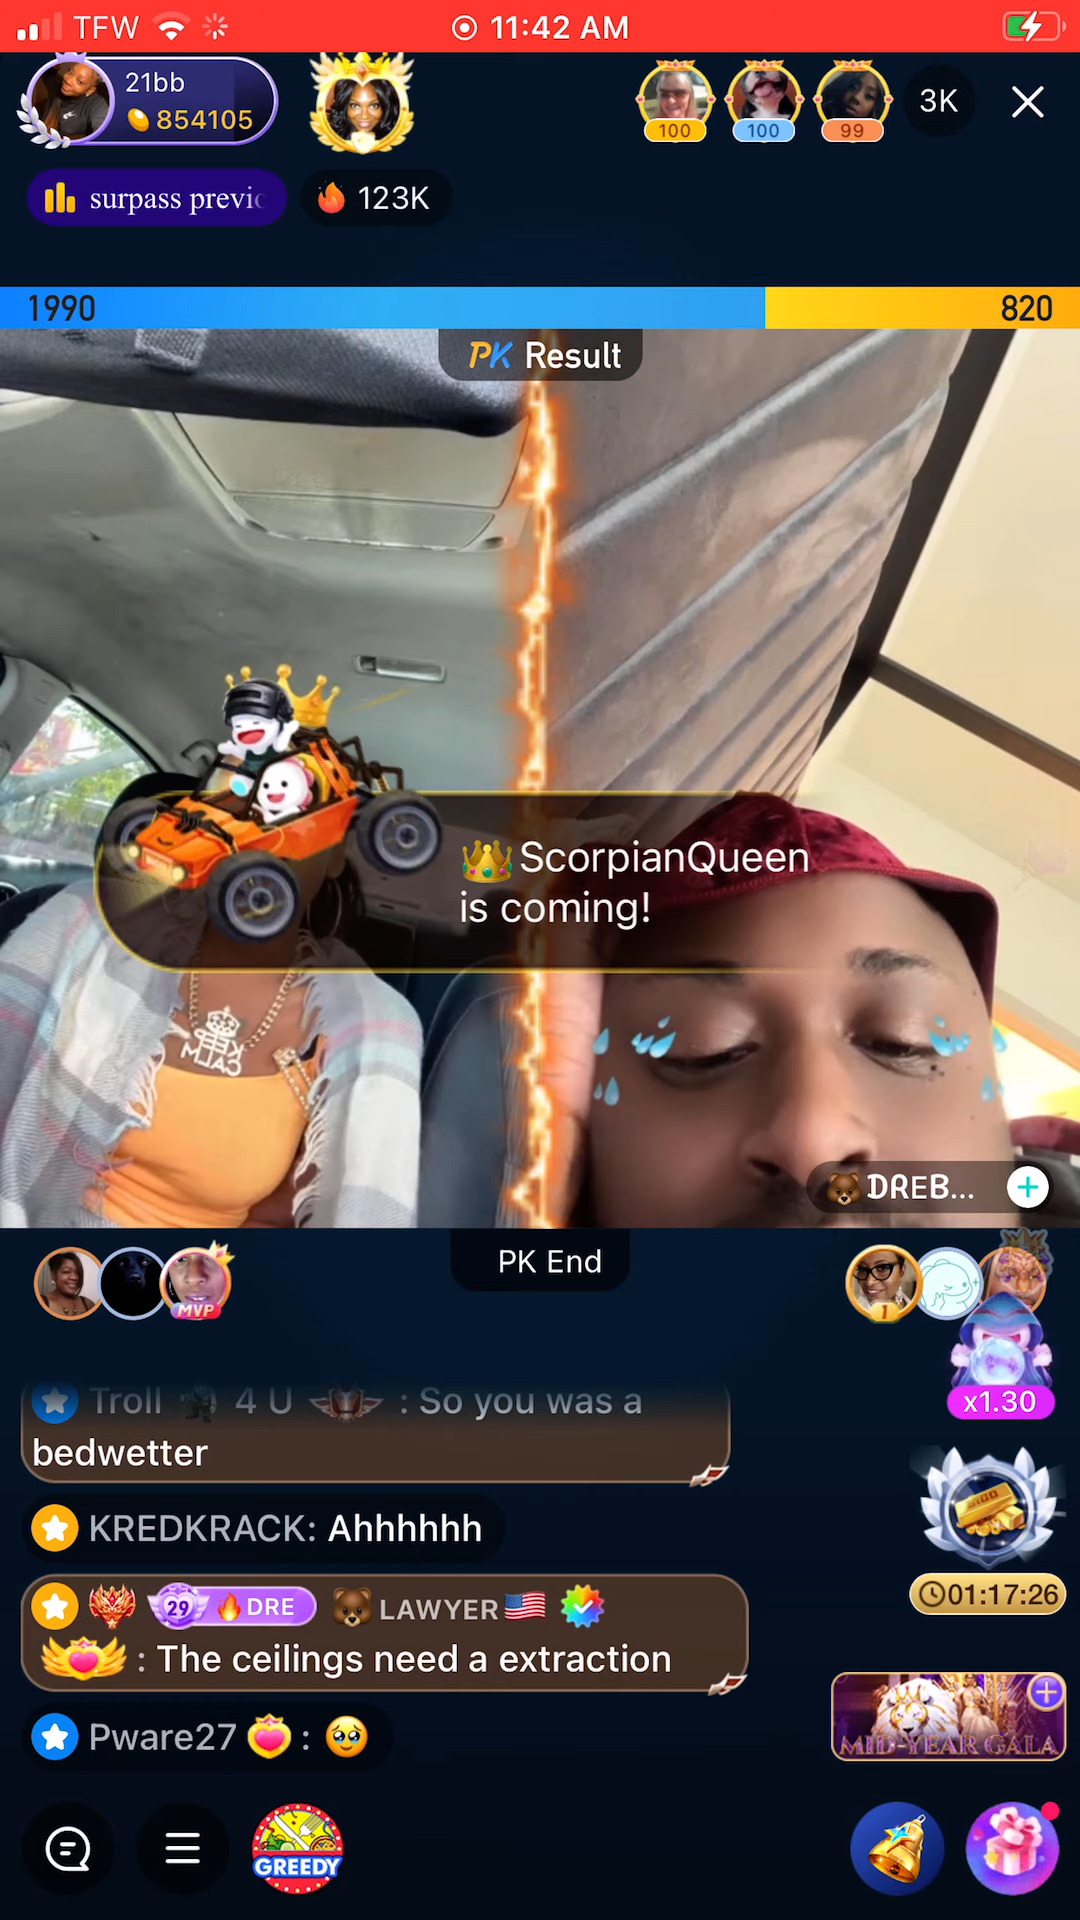 TFW 11:42 AM
21bb
854105
100
100
99
3K
surpass previ
123K
1990
820
PK Result
ScorpianQueen
is coming!
DREB...
PK End
MVP
1
x1.30
Troll 4 U : So you was a
bedwetter
KREDKRACK: Ahhhhhh
29 DRE LAWYER
: The ceilings need a extraction
01:17:26
Pware27 :
MID-YEAR GALA
GREEDY